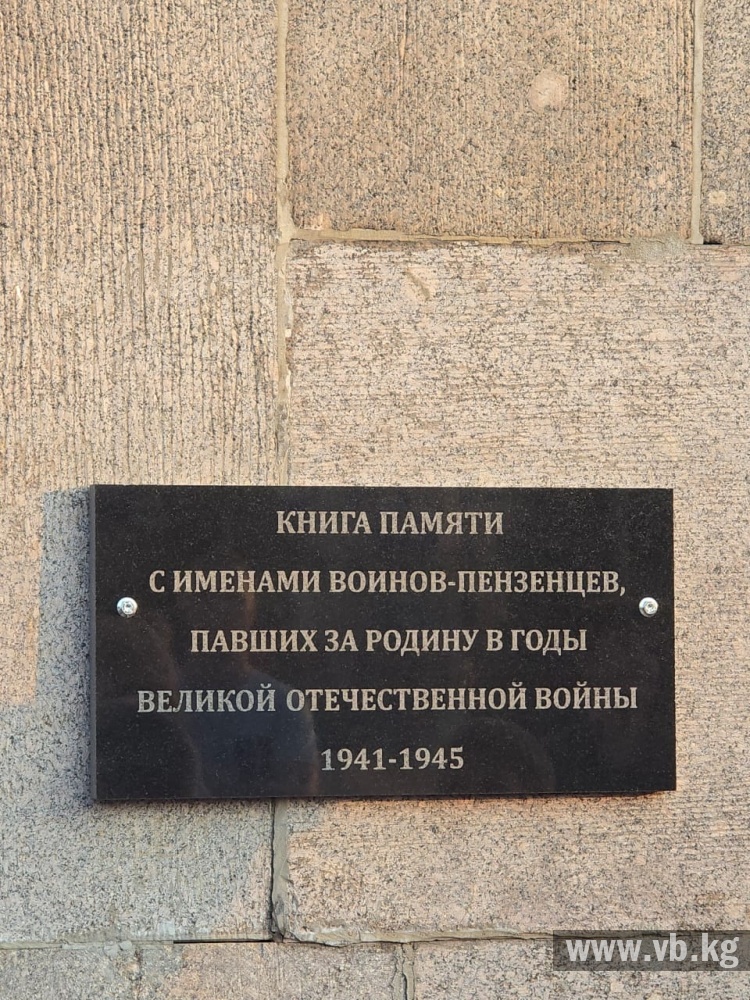 КНИГА ПАМЯТИ
С ИМЕНАМИ ВОИНОВ-ПЕНЗЕНЦЕВ,
ПАВШИХ ЗА РОДИНУ В ГОДЫ
ВЕЛИКОЙ ОТЕЧЕСТВЕННОЙ ВОЙНЫ
1941-1945
www.vb.kg